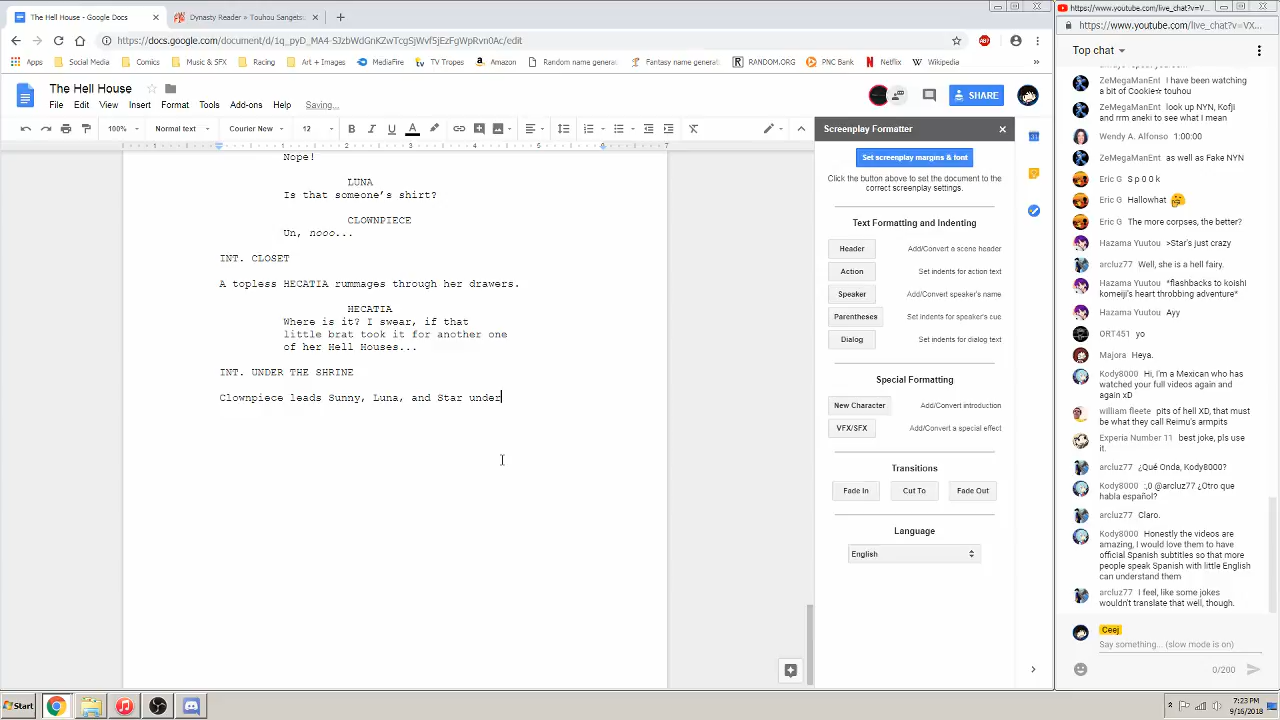 The Hell House - Google Docs
Dynasty Reader » Touhou Sangets
https://docs.google.com/document/d/
/edit
Apps
Social Media
Comics
Music & SFX
Racing
Art + Images
MediaFire
TV Tropes
Amazon
Random name general
Fantasy name generat
RANDOM.ORG
PNC Bank
Netflix
Wikipedia
The Hell House
File Edit View Insert Format Tools Add-ons Help Saving...
SHARE
100% Normal text Courier New 12
1 1 2 3 4 5 6 7
Nope!
LUNA
Is that someone's shirt?
CLOWNPIECE
Un, nooo...
INT. CLOSET
A topless HECATIA rummages through her drawers.
HECATIA
Where is it? I swear, if that
little brat took it for another one
of her Hell Houses...
INT. UNDER THE SHRINE
Clownpiece leads Sunny, Luna, and Star under
Screenplay Formatter
Set screenplay margins & font
Click the button above to set the document to the
correct screenplay settings.
Text Formatting and Indenting
Header Add/Convert a scene header
Action Set indents for action text
Speaker Add/Convert speaker's name
Parentheses Set indents for speaker's cue
Dialog Set indents for dialog text
Special Formatting
New Character Add/Convert introduction
VFX/SFX Add/Convert a special effect
Transitions
Fade In Cut To Fade Out
Language
English
https://www.youtube.com/live_chat?v=V...
https://www.youtube.com/live_chat?v=VX...
Top chat
ZeMegaManEnt I have been watching
a bit of Cookie☆ touhou
ZeMegaManEnt look up NYN, Kofji
and rrm aneki to see what I mean
Wendy A. Alfonso 1:00:00
ZeMegaManEnt as well as Fake NYN
Eric G S p 0 0 k
Eric G Hallowhat 🤔
Eric G The more corpses, the better?
Hazama Yuutou >Star's just crazy
arcluz77 Well, she is a hell fairy.
Hazama Yuutou *flashbacks to koishi
komeiji's heart throbbing adventure*
Hazama Yuutou Ayy
ORT451 yo
Majora Heya.
Kody8000 Hi, I'm a Mexican who has
watched your full videos again and
again xD
william fleete pits of hell XD, that must
be what they call Reimu's armpits
Experia Number 11 best joke, pls use
it.
arcluz77 ¿Qué Onda, Kody8000?
Kody8000 :,0 @arcluz77 ¿Otro que
habla español?
arcluz77 Claro.
Kody8000 Honestly the videos are
amazing, I would love them to have
official Spanish subtitles so that more
people speak Spanish with little English
can understand them
arcluz77 I feel, like some jokes
wouldn't translate that well, though.
Ceej
Say something... (slow mode is on)
0/200
Start
7:23 PM
9/16/2018